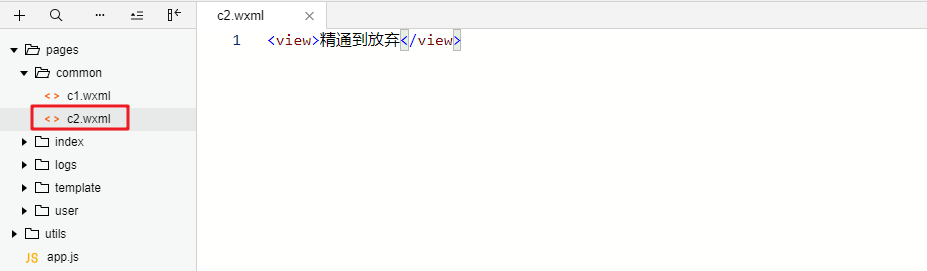 c2.wxml
1 <view>精通到放弃</view>
pages
common
<> c1.wxml
<> c2.wxml
index
logs
template
user
utils
JS app.js